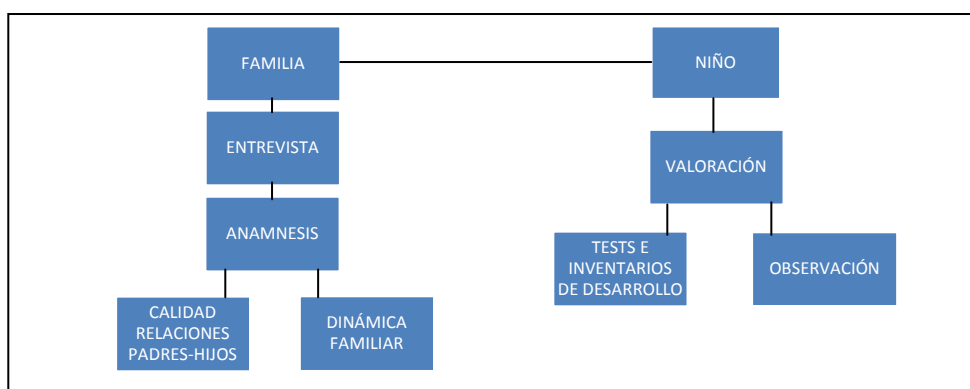 FAMILIA
NIÑO
ENTREVISTA
VALORACIÓN
ANAMNESIS
TESTS E
INVENTARIOS
DE DESARROLLO
OBSERVACIÓN
CALIDAD
RELACIONES
PADRES-HIJOS
DINÁMICA
FAMILIAR